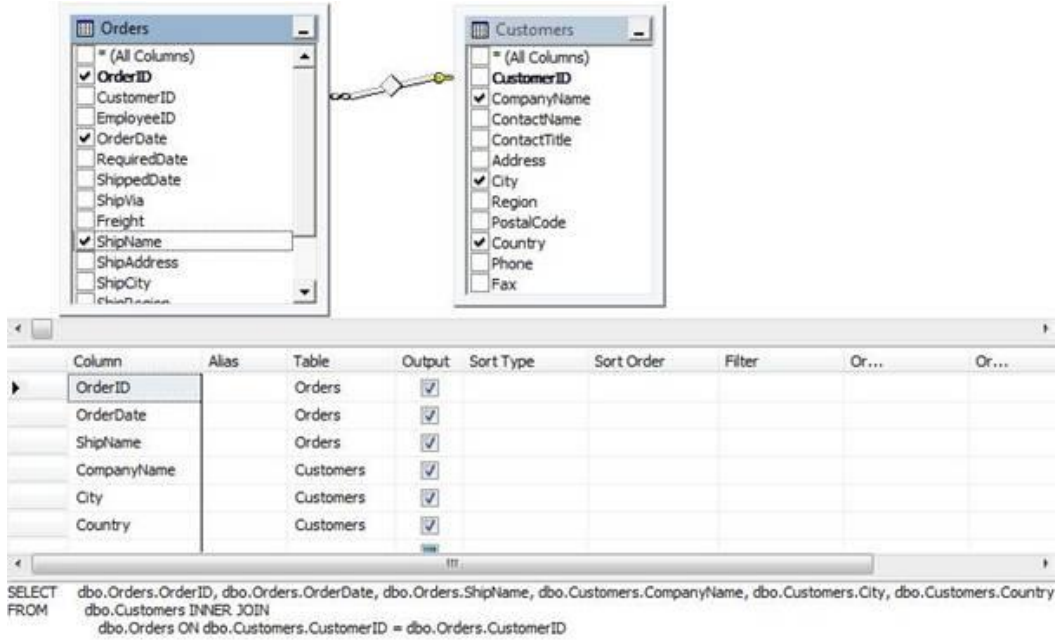 Orders
* (All Columns)
OrderID
CustomerID
EmployeeID
OrderDate
RequiredDate
ShippedDate
ShipVia
Freight
ShipName
ShipAddress
ShipCity
ShipRegion
Customers
* (All Columns)
CustomerID
CompanyName
ContactName
ContactTitle
Address
City
Region
PostalCode
Country
Phone
Fax
Column Alias Table Output Sort Type Sort Order Filter Or... Or...
OrderID Orders
OrderDate Orders
ShipName Orders
CompanyName Customers
City Customers
Country Customers
SELECT dbo.Orders.OrderID, dbo.Orders.OrderDate, dbo.Orders.ShipName, dbo.Customers.CompanyName, dbo.Customers.City, dbo.Customers.Country
FROM dbo.Customers INNER JOIN
dbo.Orders ON dbo.Customers.CustomerID = dbo.Orders.CustomerID